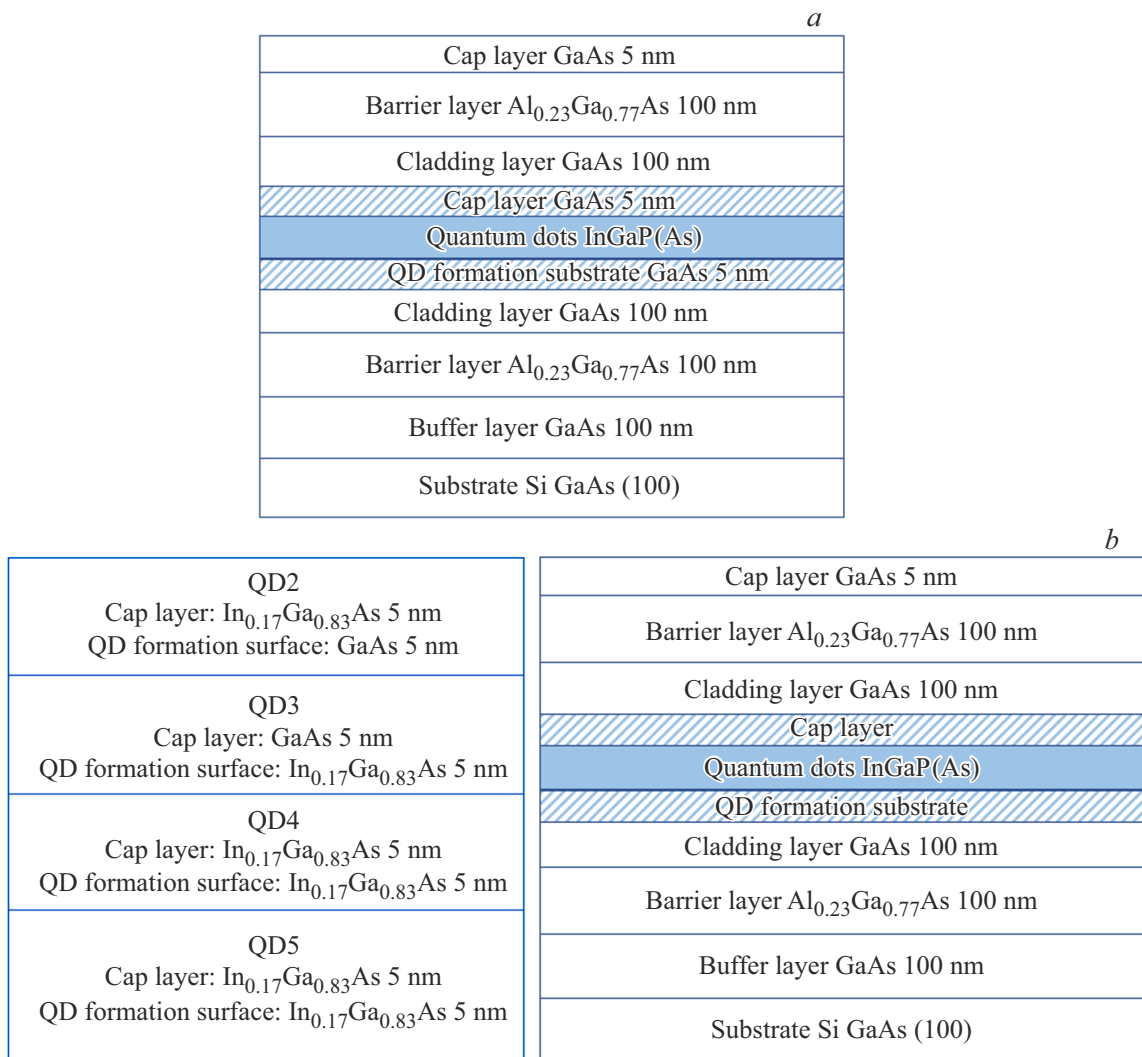 a
Cap layer GaAs 5 nm
Barrier layer Al0.23Ga0.77As 100 nm
Cladding layer GaAs 100 nm
Cap layer GaAs 5 nm
Quantum dots InGaP(As)
QD formation substrate GaAs 5 nm
Cladding layer GaAs 100 nm
Barrier layer Al0.23Ga0.77As 100 nm
Buffer layer GaAs 100 nm
Substrate Si GaAs (100)
b
QD2
Cap layer: In0.17Ga0.83As 5 nm
QD formation surface: GaAs 5 nm
QD3
Cap layer: GaAs 5 nm
QD formation surface: In0.17Ga0.83As 5 nm
QD4
Cap layer: In0.17Ga0.83As 5 nm
QD formation surface: In0.17Ga0.83As 5 nm
QD5
Cap layer: In0.17Ga0.83As 5 nm
QD formation surface: In0.17Ga0.83As 5 nm
Cap layer GaAs 5 nm
Barrier layer Al0.23Ga0.77As 100 nm
Cladding layer GaAs 100 nm
Cap layer
Quantum dots InGaP(As)
QD formation substrate
Cladding layer GaAs 100 nm
Barrier layer Al0.23Ga0.77As 100 nm
Buffer layer GaAs 100 nm
Substrate Si GaAs (100)